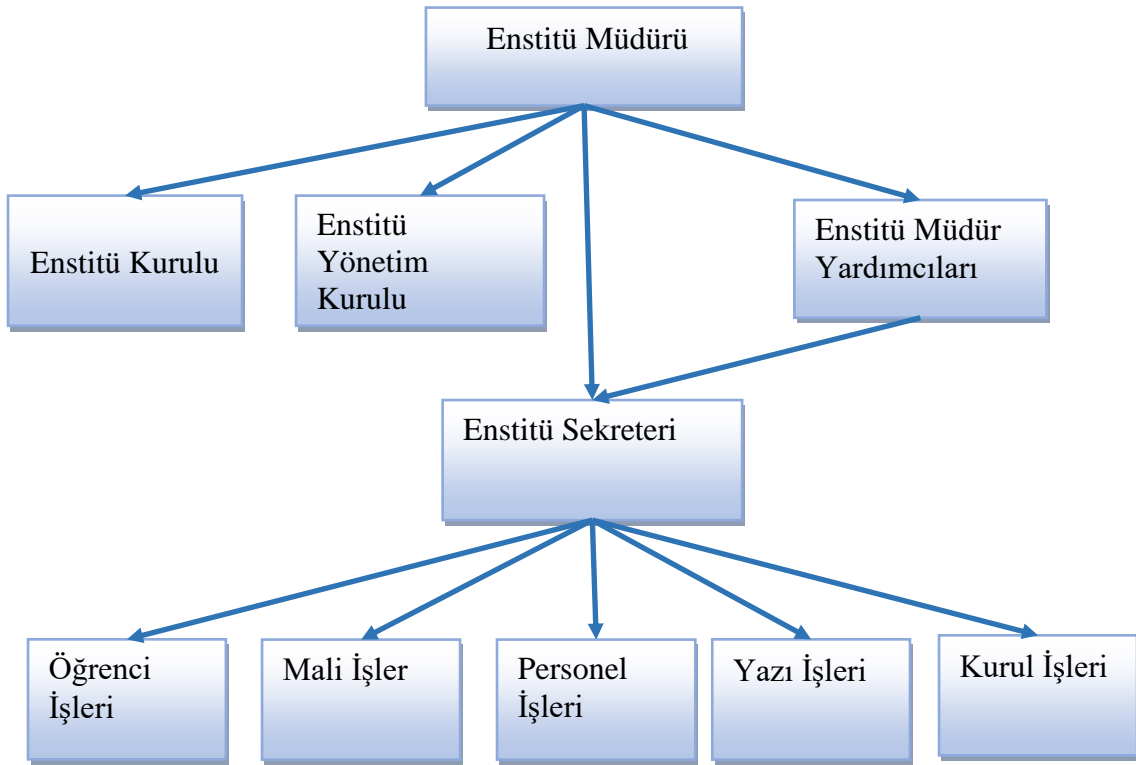 Enstitü Müdürü
Enstitü Kurulu
Enstitü
Yönetim
Kurulu
Enstitü Müdür
Yardımcıları
Enstitü Sekreteri
Öğrenci
İşleri
Mali İşler
Personel
İşleri
Yazı İşleri
Kurul İşleri